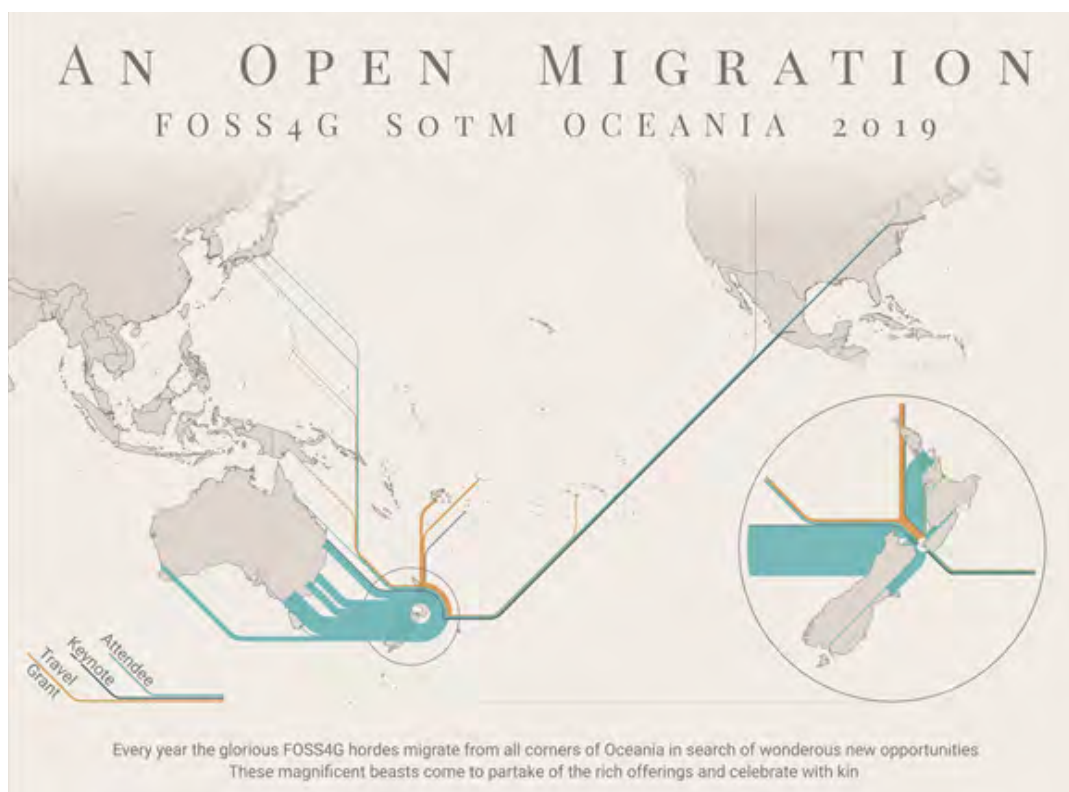 AN OPEN MIGRATION
FOSS4G SOTM OCEANIA 2019
Attendee
Keynote
Travel
Grant
Every year the glorious FOSS4G hordes migrate from all corners of Oceania in search of wonderous new opportunities
These magnificent beasts come to partake of the rich offerings and celebrate with kin